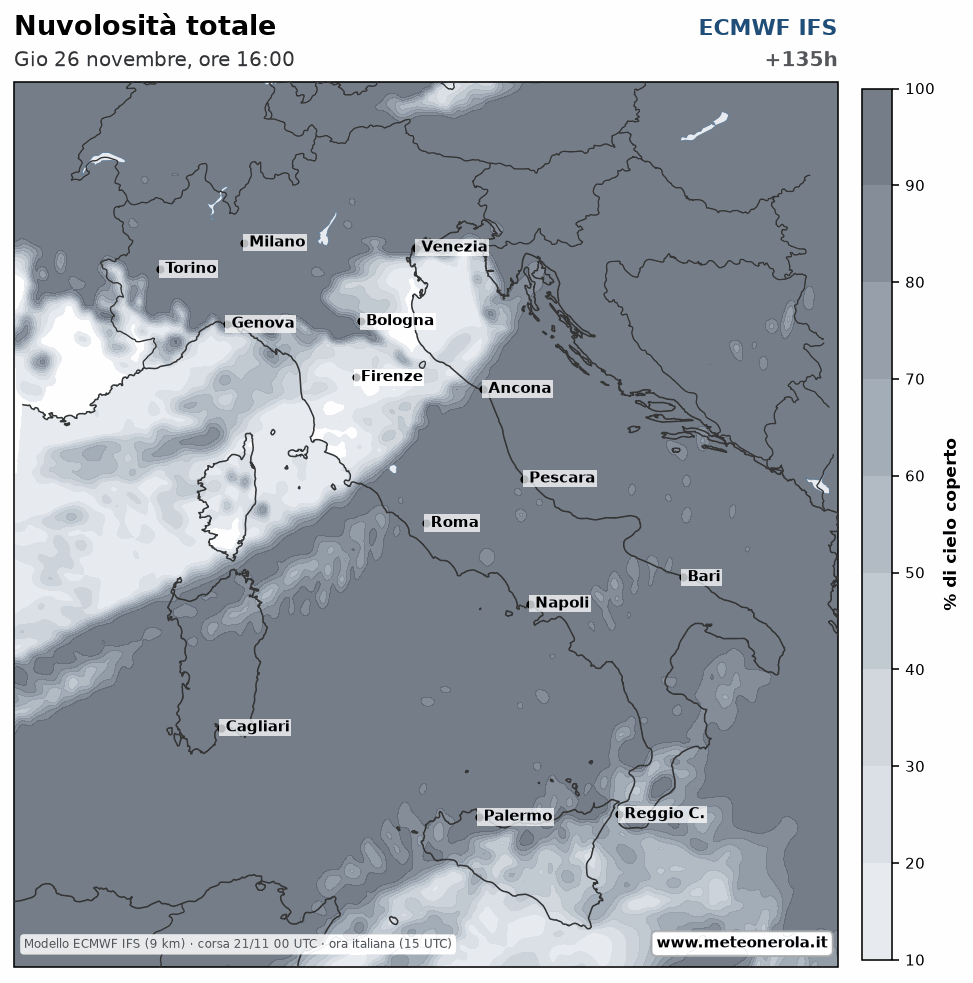 Nuvolosità totale
ECMWF IFS
Gio 26 novembre, ore 16:00
+135h
100
90
80
70
60
50
40
30
20
10
% di cielo coperto
Milano
Venezia
Torino
Genova
Bologna
Firenze
Ancona
Pescara
Roma
Bari
Napoli
Cagliari
Palermo
Reggio C.
Modello ECMWF IFS (9 km) · corsa 21/11 00 UTC · ora italiana (15 UTC)
www.meteonerola.it